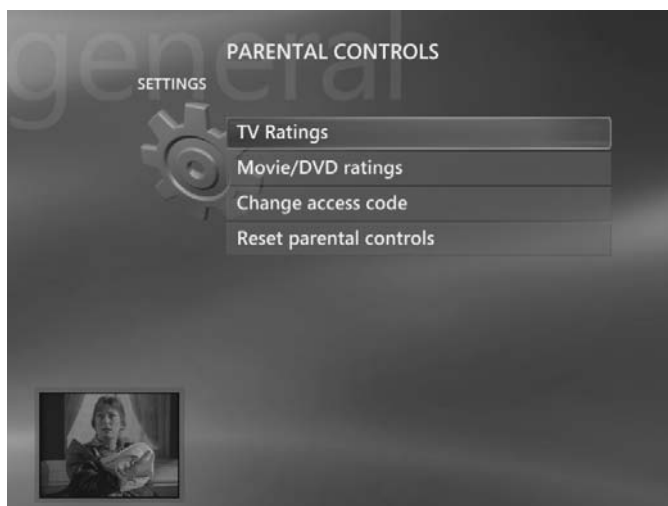 general
PARENTAL CONTROLS
SETTINGS
TV Ratings
Movie/DVD ratings
Change access code
Reset parental controls